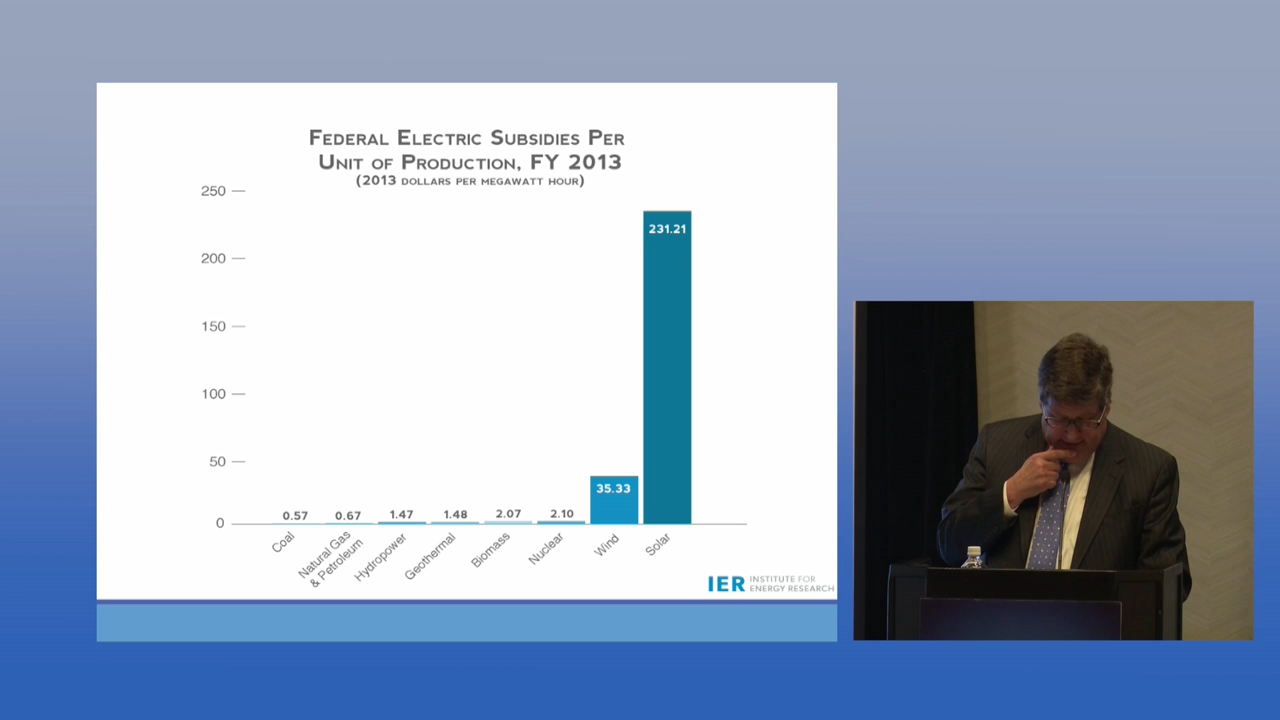 FEDERAL ELECTRIC SUBSIDIES PER
UNIT OF PRODUCTION, FY 2013
(2013 DOLLARS PER MEGAWATT HOUR)
250
200
150
100
50
0
0.57
0.67
1.47
1.48
2.07
2.10
35.33
231.21
Coal
Natural Gas
& Petroleum
Hydropower
Geothermal
Biomass
Nuclear
Wind
Solar
IER INSTITUTE FOR
ENERGY RESEARCH